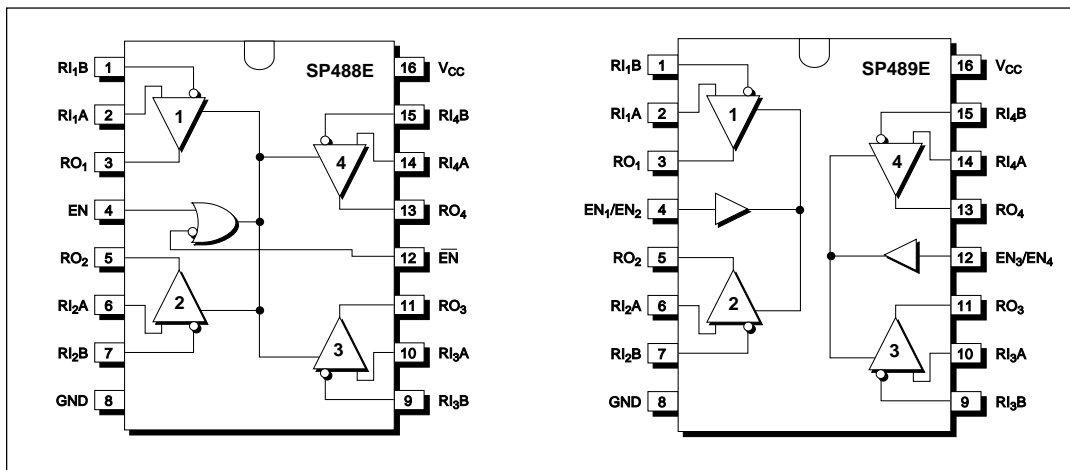 SP488E
RI₁B 1
RI₁A 2
RO₁ 3
EN 4
RO₂ 5
RI₂A 6
RI₂B 7
GND 8
16 V_CC
15 RI₄B
14 RI₄A
13 RO₄
12 E̅N̅
11 RO₃
10 RI₃A
9 RI₃B
1
2
3
4
SP489E
RI₁B 1
RI₁A 2
RO₁ 3
EN₁/EN₂ 4
RO₂ 5
RI₂A 6
RI₂B 7
GND 8
16 V_CC
15 RI₄B
14 RI₄A
13 RO₄
12 EN₃/EN₄
11 RO₃
10 RI₃A
9 RI₃B
1
2
3
4